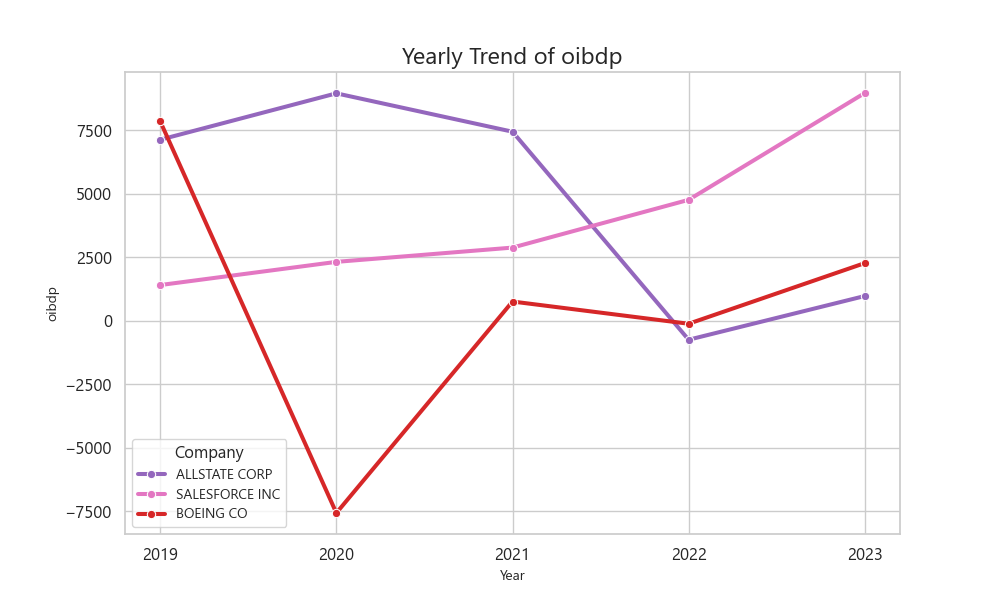 Yearly Trend of oibdp
oibdp
7500
5000
2500
0
−2500
−5000
−7500
Company
ALLSTATE CORP
SALESFORCE INC
BOEING CO
2019 2020 2021 2022 2023
Year